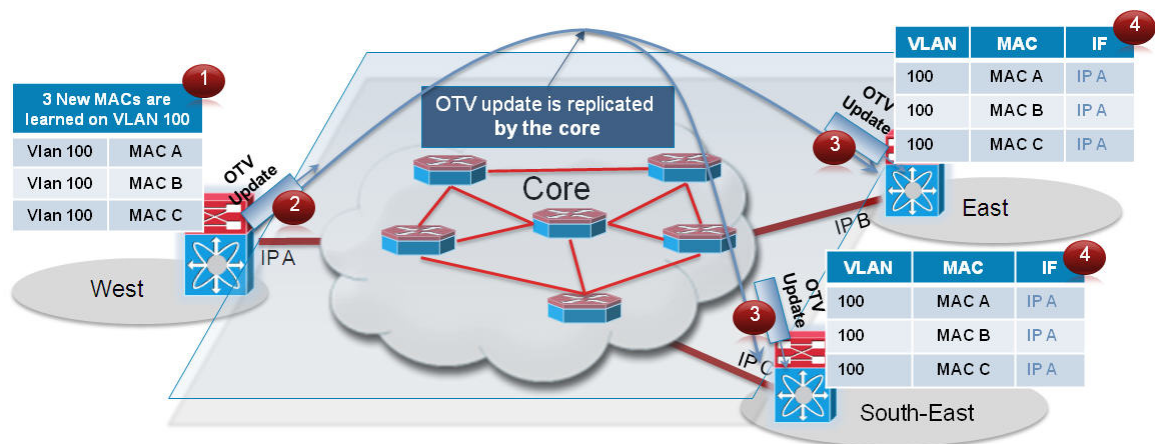 1
3 New MACs are
learned on VLAN 100
Vlan 100 MAC A
Vlan 100 MAC B
Vlan 100 MAC C
OTV
Update
2
IP A
West
OTV update is replicated
by the core
Core
OTV
Update
3
4
VLAN MAC IF
100 MAC A IP A
100 MAC B IP A
100 MAC C IP A
IP B
East
OTV
Update
3
4
VLAN MAC IF
100 MAC A IP A
100 MAC B IP A
100 MAC C IP A
IP C
South-East